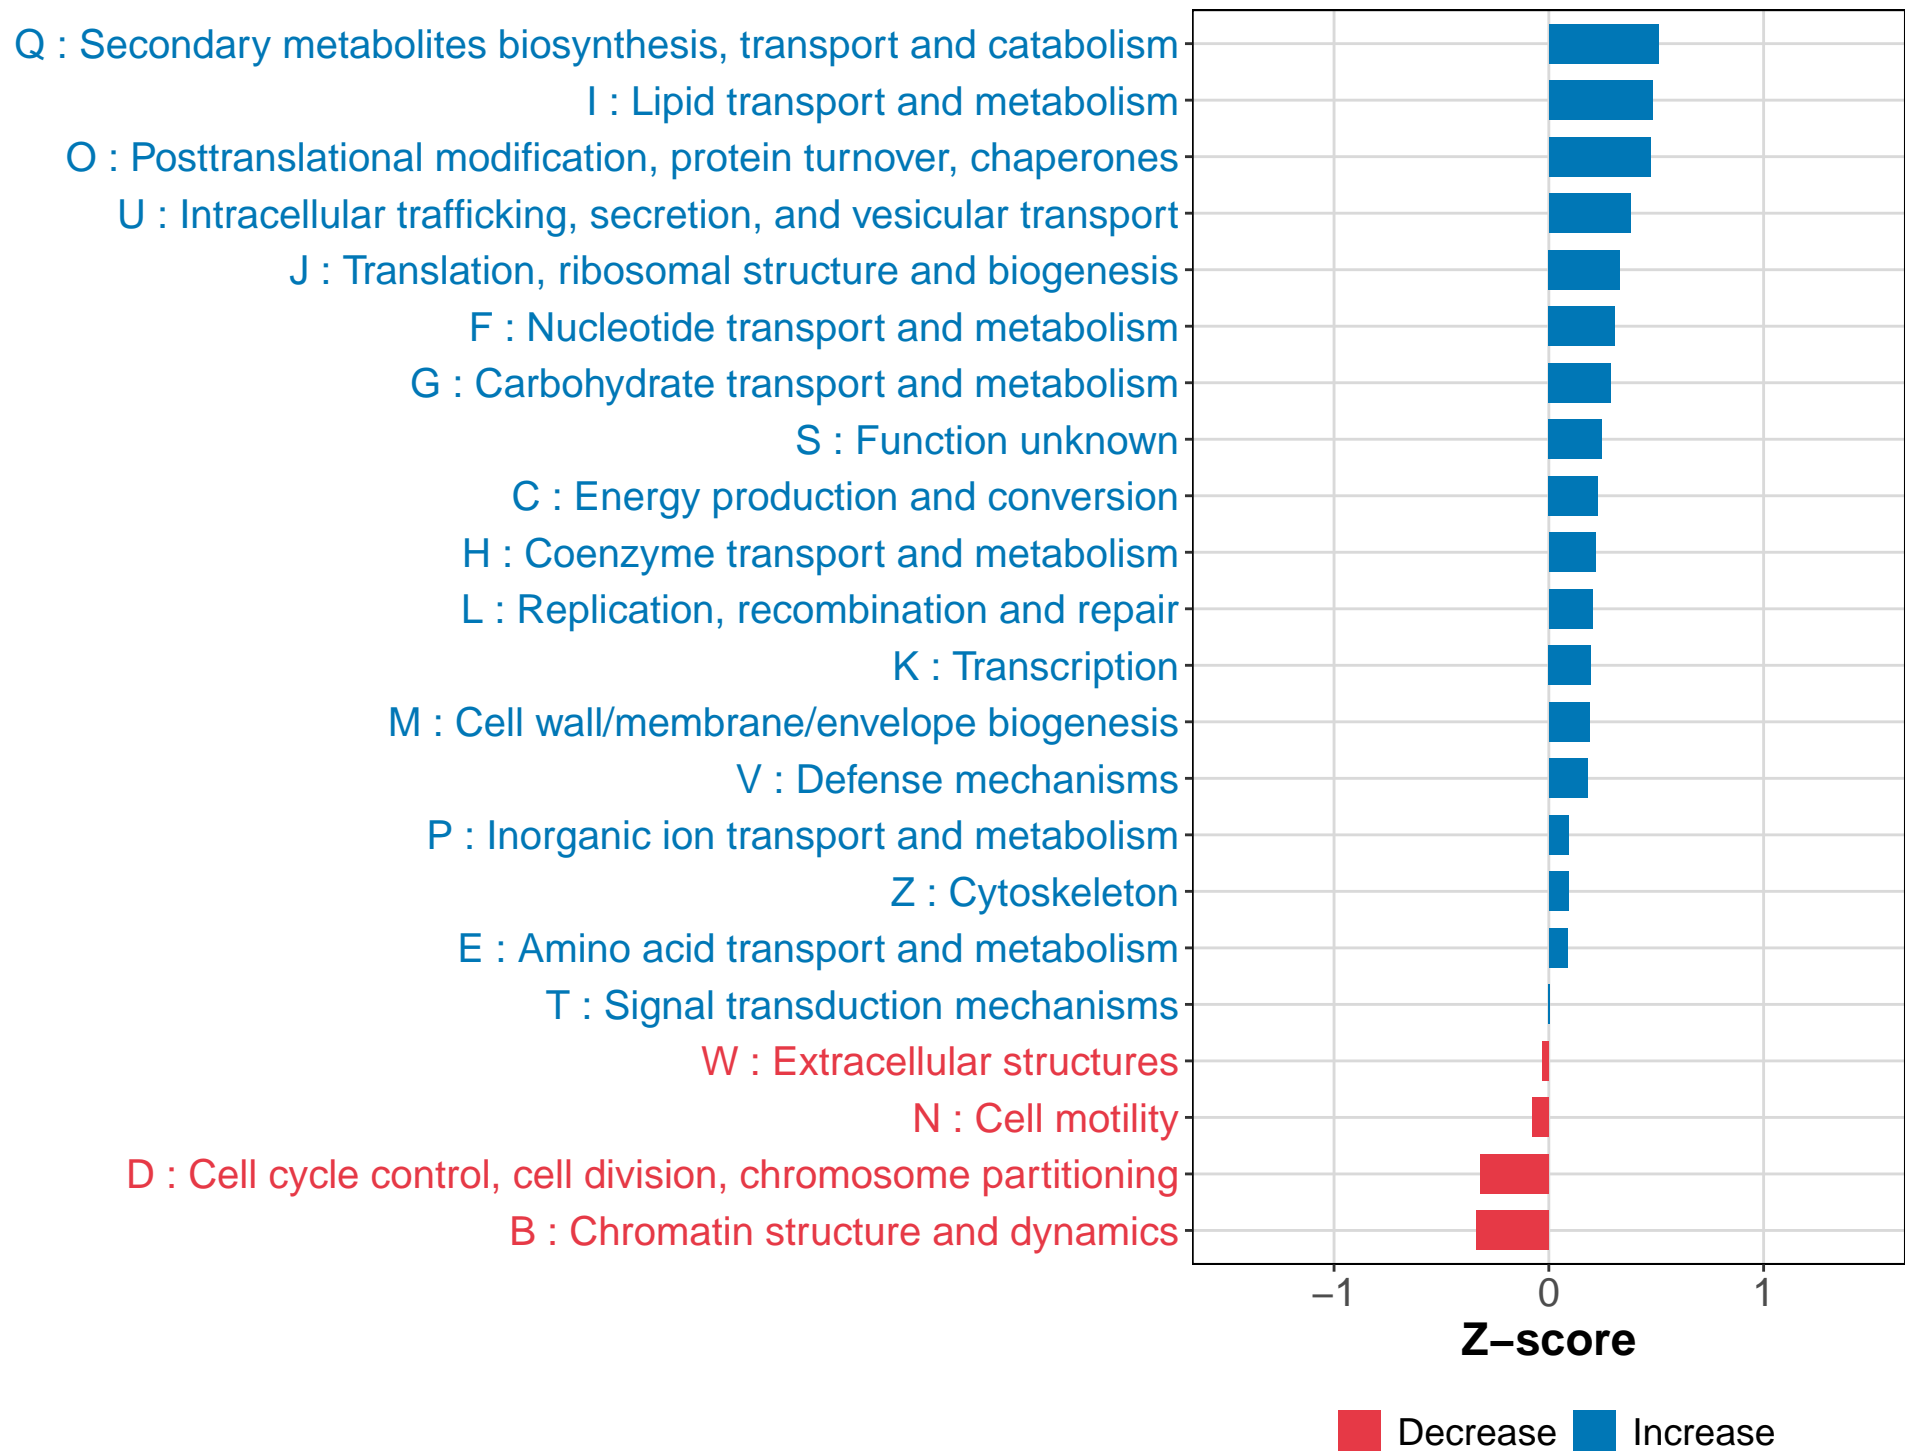 Q : Secondary metabolites biosynthesis, transport and catabolism
I : Lipid transport and metabolism
O : Posttranslational modification, protein turnover, chaperones
U : Intracellular trafficking, secretion, and vesicular transport
J : Translation, ribosomal structure and biogenesis
F : Nucleotide transport and metabolism
G : Carbohydrate transport and metabolism
S : Function unknown
C : Energy production and conversion
H : Coenzyme transport and metabolism
L : Replication, recombination and repair
K : Transcription
M : Cell wall/membrane/envelope biogenesis
V : Defense mechanisms
P : Inorganic ion transport and metabolism
Z : Cytoskeleton
E : Amino acid transport and metabolism
T : Signal transduction mechanisms
W : Extracellular structures
N : Cell motility
D : Cell cycle control, cell division, chromosome partitioning
B : Chromatin structure and dynamics
−1 0 1
Z−score
Decrease Increase